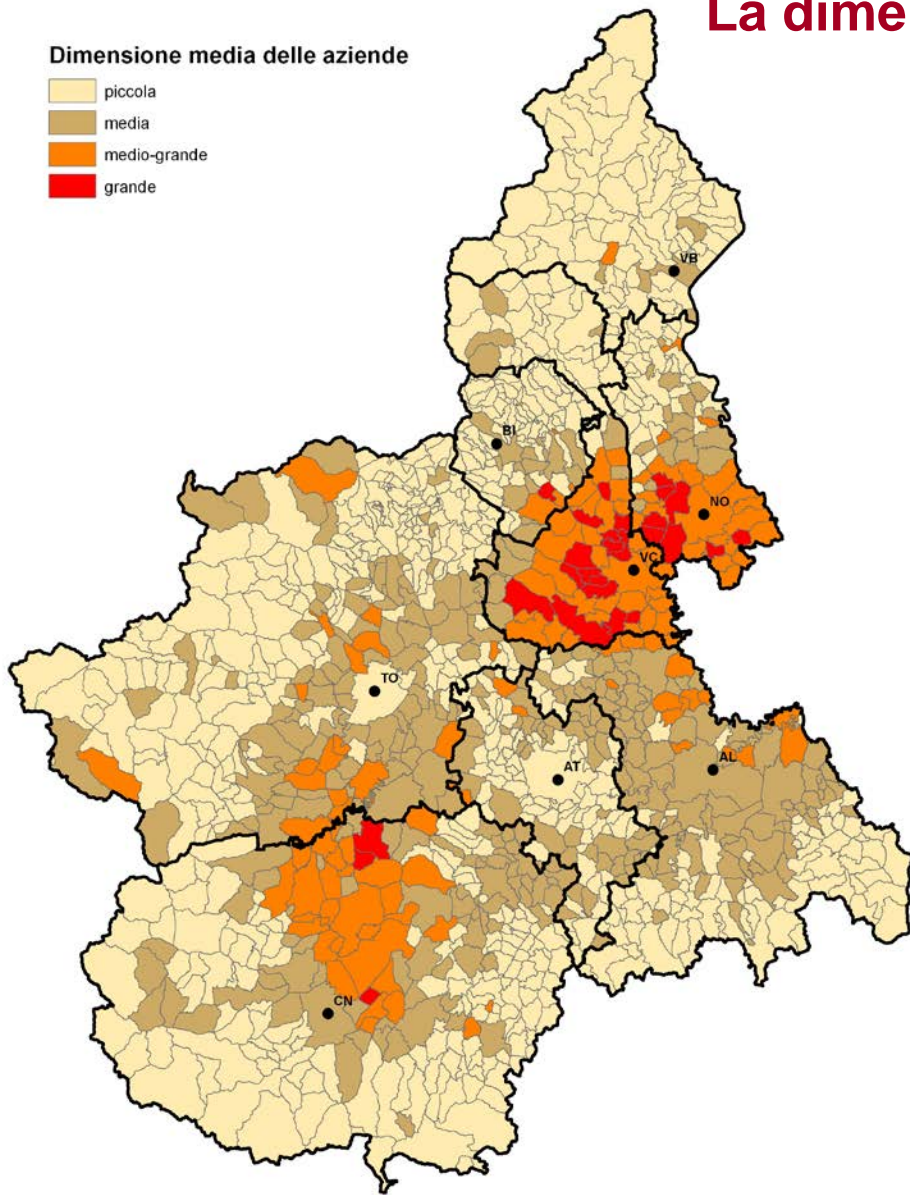 La dime
Dimensione media delle aziende
piccola
media
medio-grande
grande
VB
BI
NO
VC
TO
AT
AL
CN